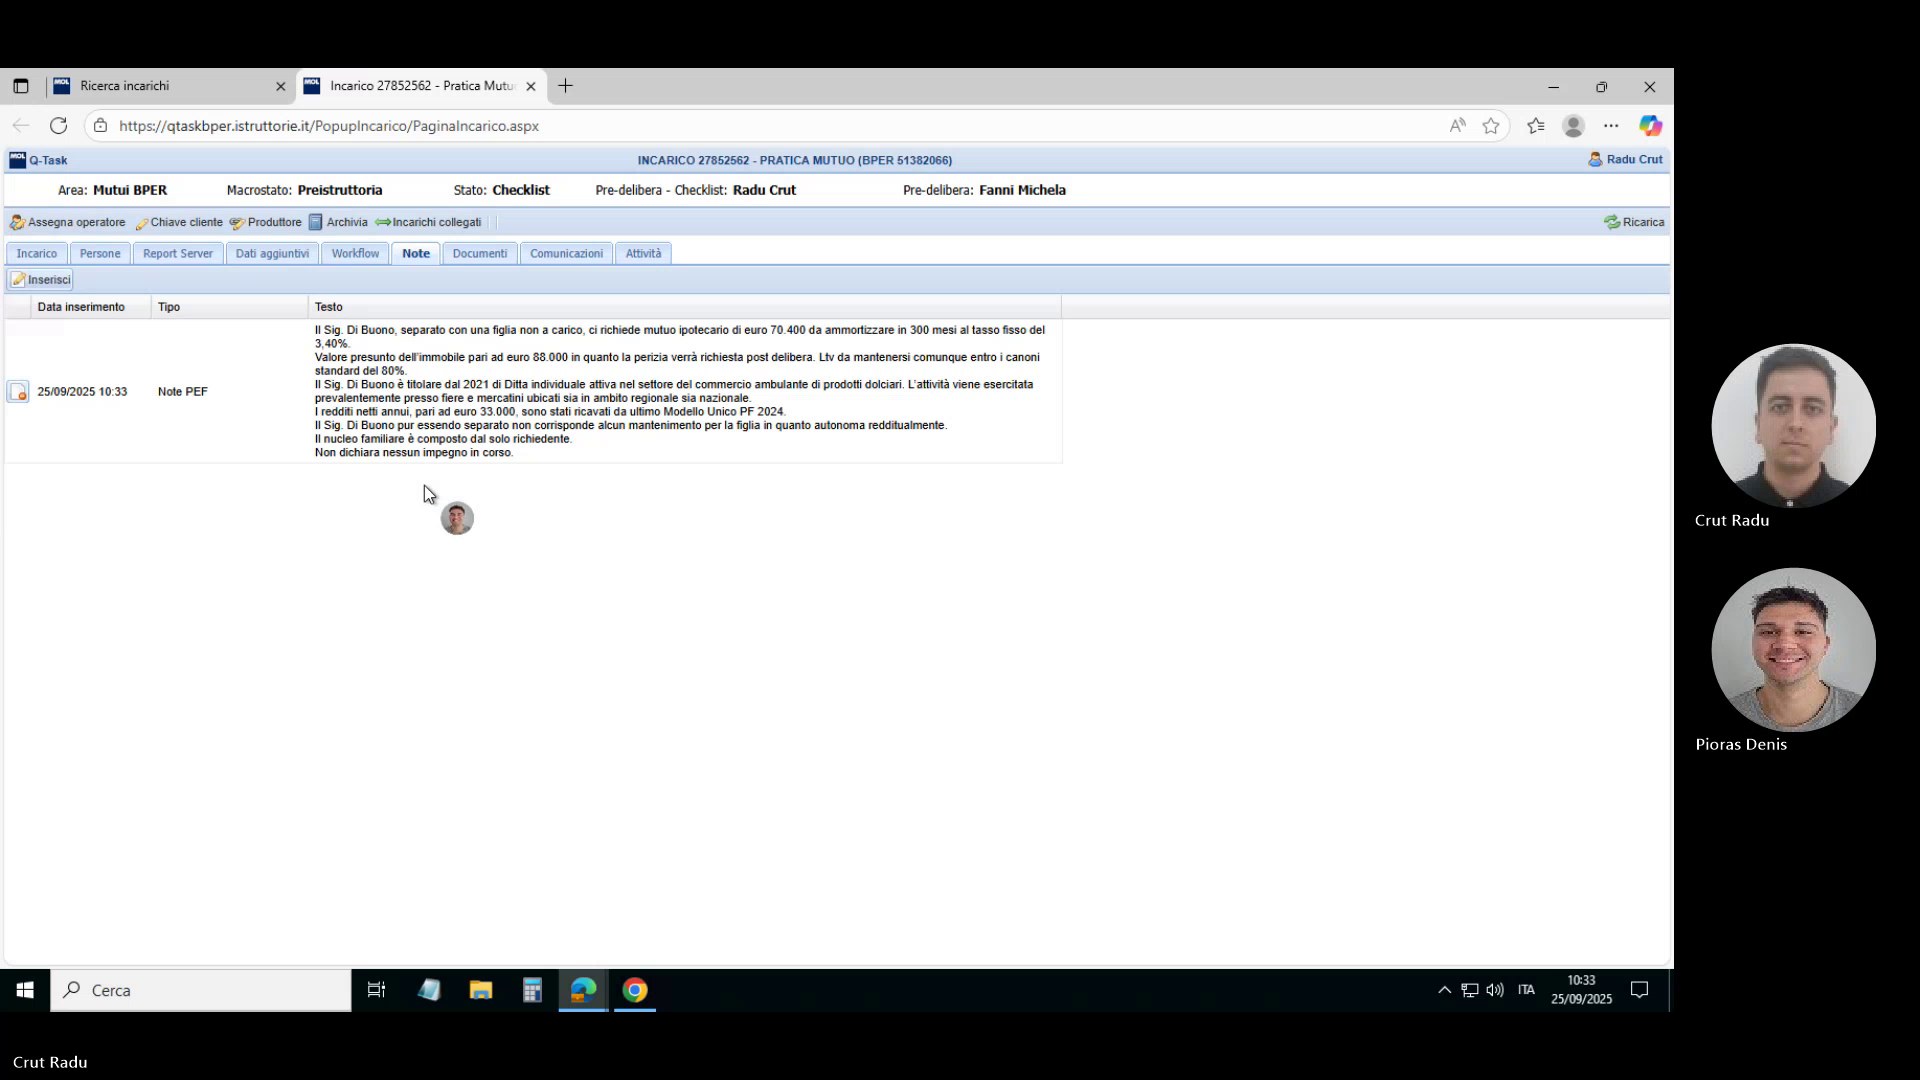 Ricerca incarichi
Incarico 27852562 - Pratica Mutu
https://qtaskbper.istruttorie.it/PopupIncarico/PaginaIncarico.aspx
MOL Q-Task
INCARICO 27852562 - PRATICA MUTUO (BPER 51382066)
Radu Crut
Area: Mutui BPER Macrostato: Preistruttoria Stato: Checklist Pre-delibera - Checklist: Radu Crut Pre-delibera: Fanni Michela
Assegna operatore Chiave cliente Produttore Archivia Incarichi collegati Ricarica
Incarico Persone Report Server Dati aggiuntivi Workflow Note Documenti Comunicazioni Attività
Inserisci
Data inserimento Tipo Testo
25/09/2025 10:33 Note PEF
Il Sig. Di Buono, separato con una figlia non a carico, ci richiede mutuo ipotecario di euro 70.400 da ammortizzare in 300 mesi al tasso fisso del
3,40%.
Valore presunto dell'immobile pari ad euro 88.000 in quanto la perizia verrà richiesta post delibera. Ltv da mantenersi comunque entro i canoni
standard del 80%.
Il Sig. Di Buono è titolare dal 2021 di Ditta individuale attiva nel settore del commercio ambulante di prodotti dolciari. L'attività viene esercitata
prevalentemente presso fiere e mercatini ubicati sia in ambito regionale sia nazionale.
I redditi netti annui, pari ad euro 33.000, sono stati ricavati da ultimo Modello Unico PF 2024.
Il Sig. Di Buono pur essendo separato non corrisponde alcun mantenimento per la figlia in quanto autonoma redditualmente.
Il nucleo familiare è composto dal solo richiedente.
Non dichiara nessun impegno in corso.
Crut Radu
Pioras Denis
Cerca
ITA
10:33
25/09/2025
Crut Radu